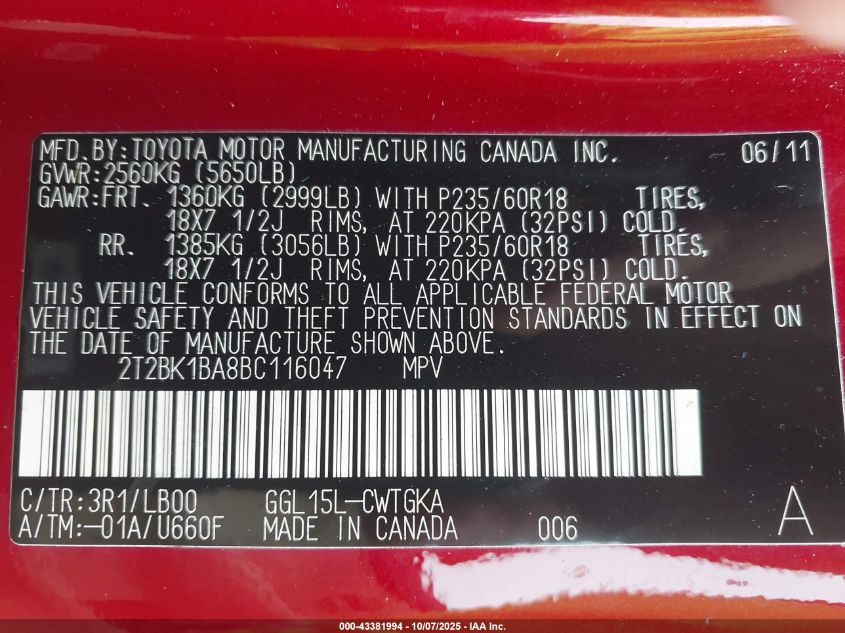 MFD. BY: TOYOTA MOTOR MANUFACTURING CANADA INC. 06/11
GVWR: 2560KG (5650LB)
GAWR: FRT. 1360KG (2999LB) WITH P235/60R18 TIRES,
18X7 1/2J RIMS, AT 220KPA (32PSI) COLD.
RR. 1385KG (3056LB) WITH P235/60R18 TIRES,
18X7 1/2J RIMS, AT 220KPA (32PSI) COLD.
THIS VEHICLE CONFORMS TO ALL APPLICABLE FEDERAL MOTOR
VEHICLE SAFETY AND THEFT PREVENTION STANDARDS IN EFFECT ON
THE DATE OF MANUFACTURE SHOWN ABOVE.
2T2BK1BA8BC116047 MPV
C/TR: 3R1/LB00 GGL15L-CWTGKA
A/TM: -01A/U660F MADE IN CANADA 006 A
000-43381994 - 10/07/2025 - IAA Inc.